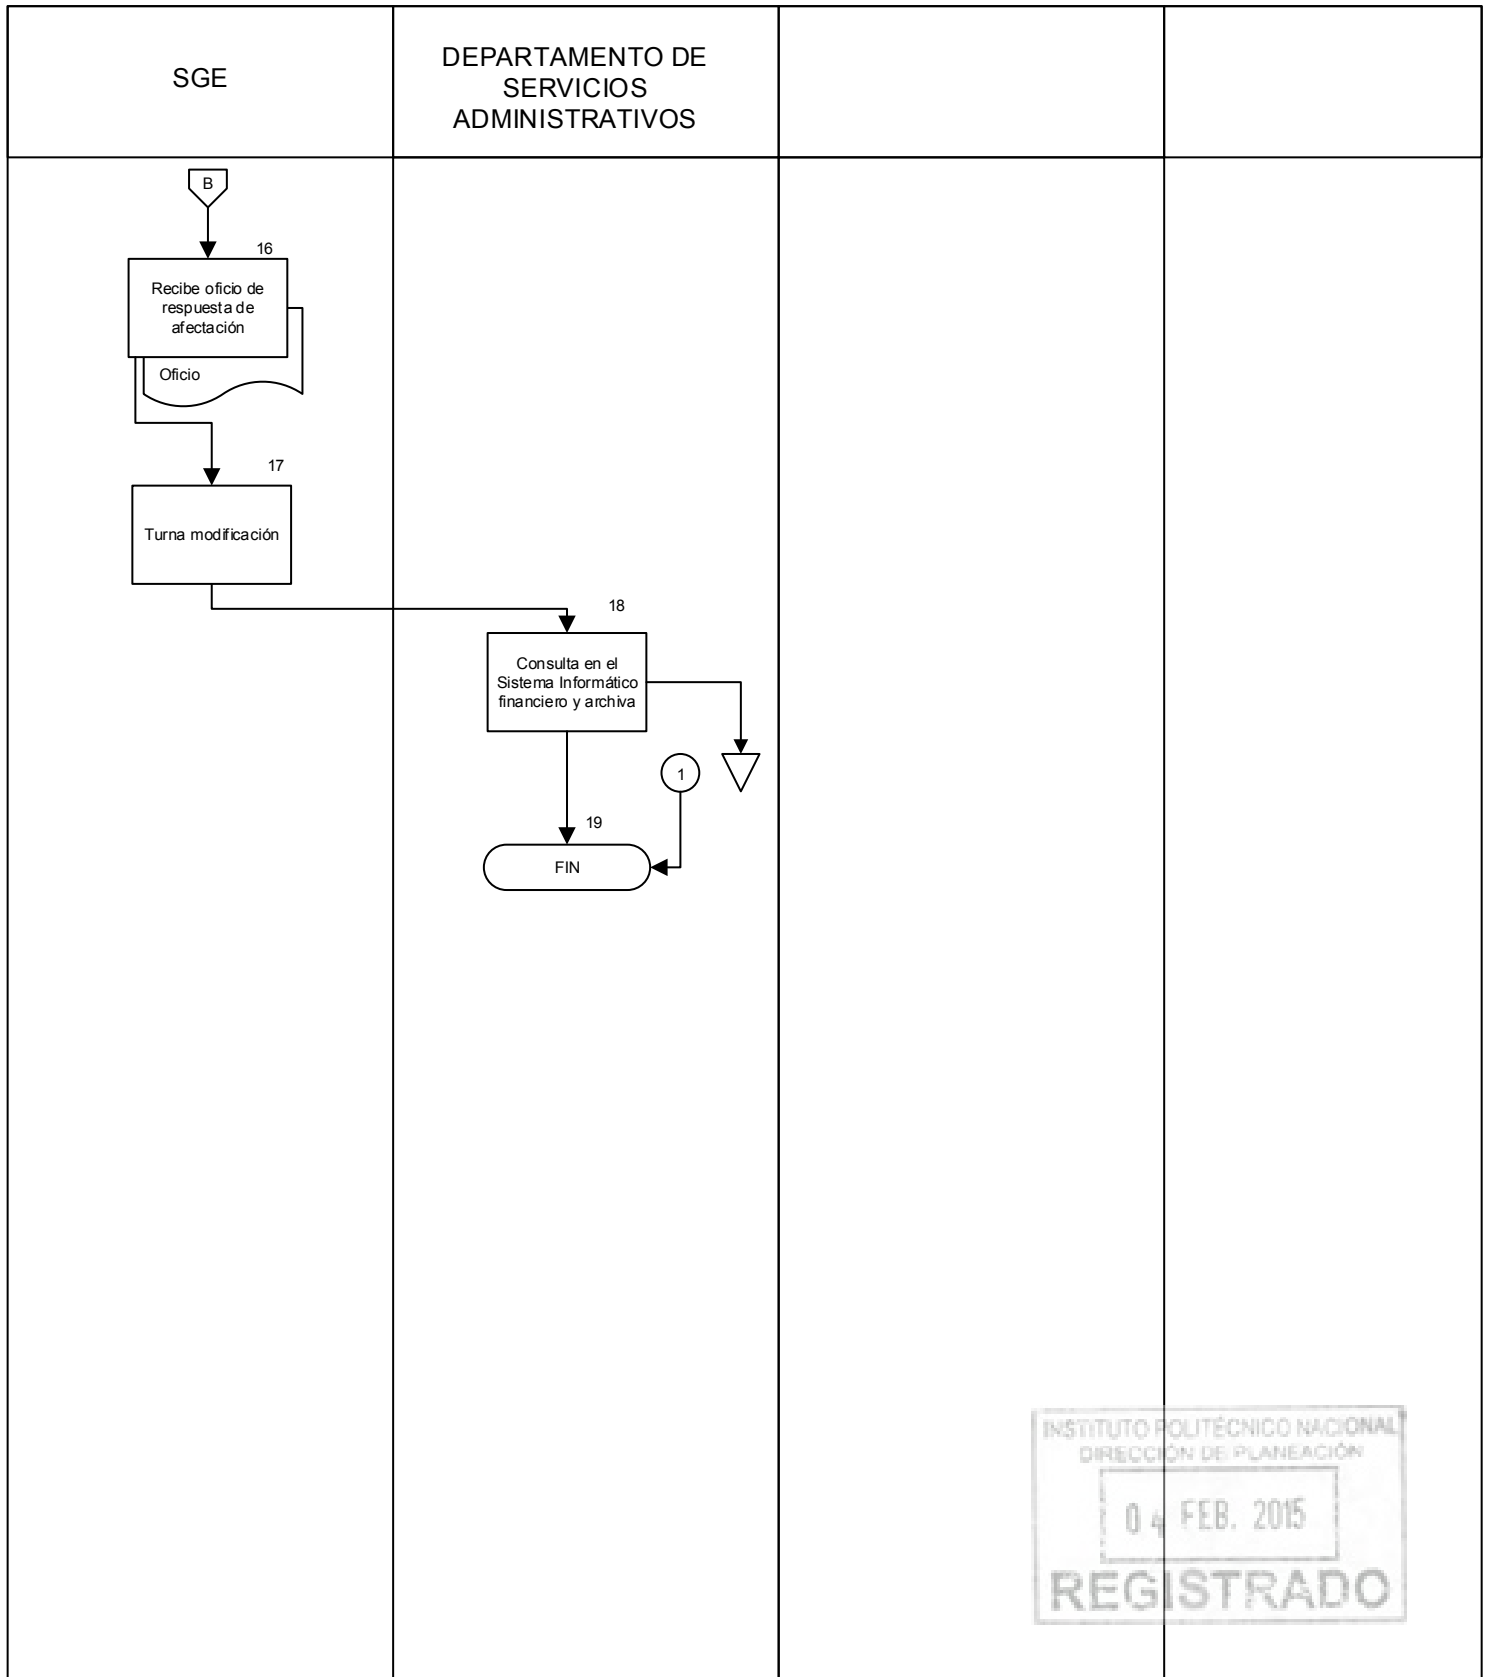 SGE
DEPARTAMENTO DE
SERVICIOS
ADMINISTRATIVOS
B
16
Recibe oficio de
respuesta de
afectación
Oficio
17
Turna modificación
18
Consulta en el
Sistema Informático
financiero y archiva
1
19
FIN
INSTITUTO POLITÉCNICO NACIONAL
DIRECCIÓN DE PLANEACIÓN
04 FEB. 2015
REGISTRADO